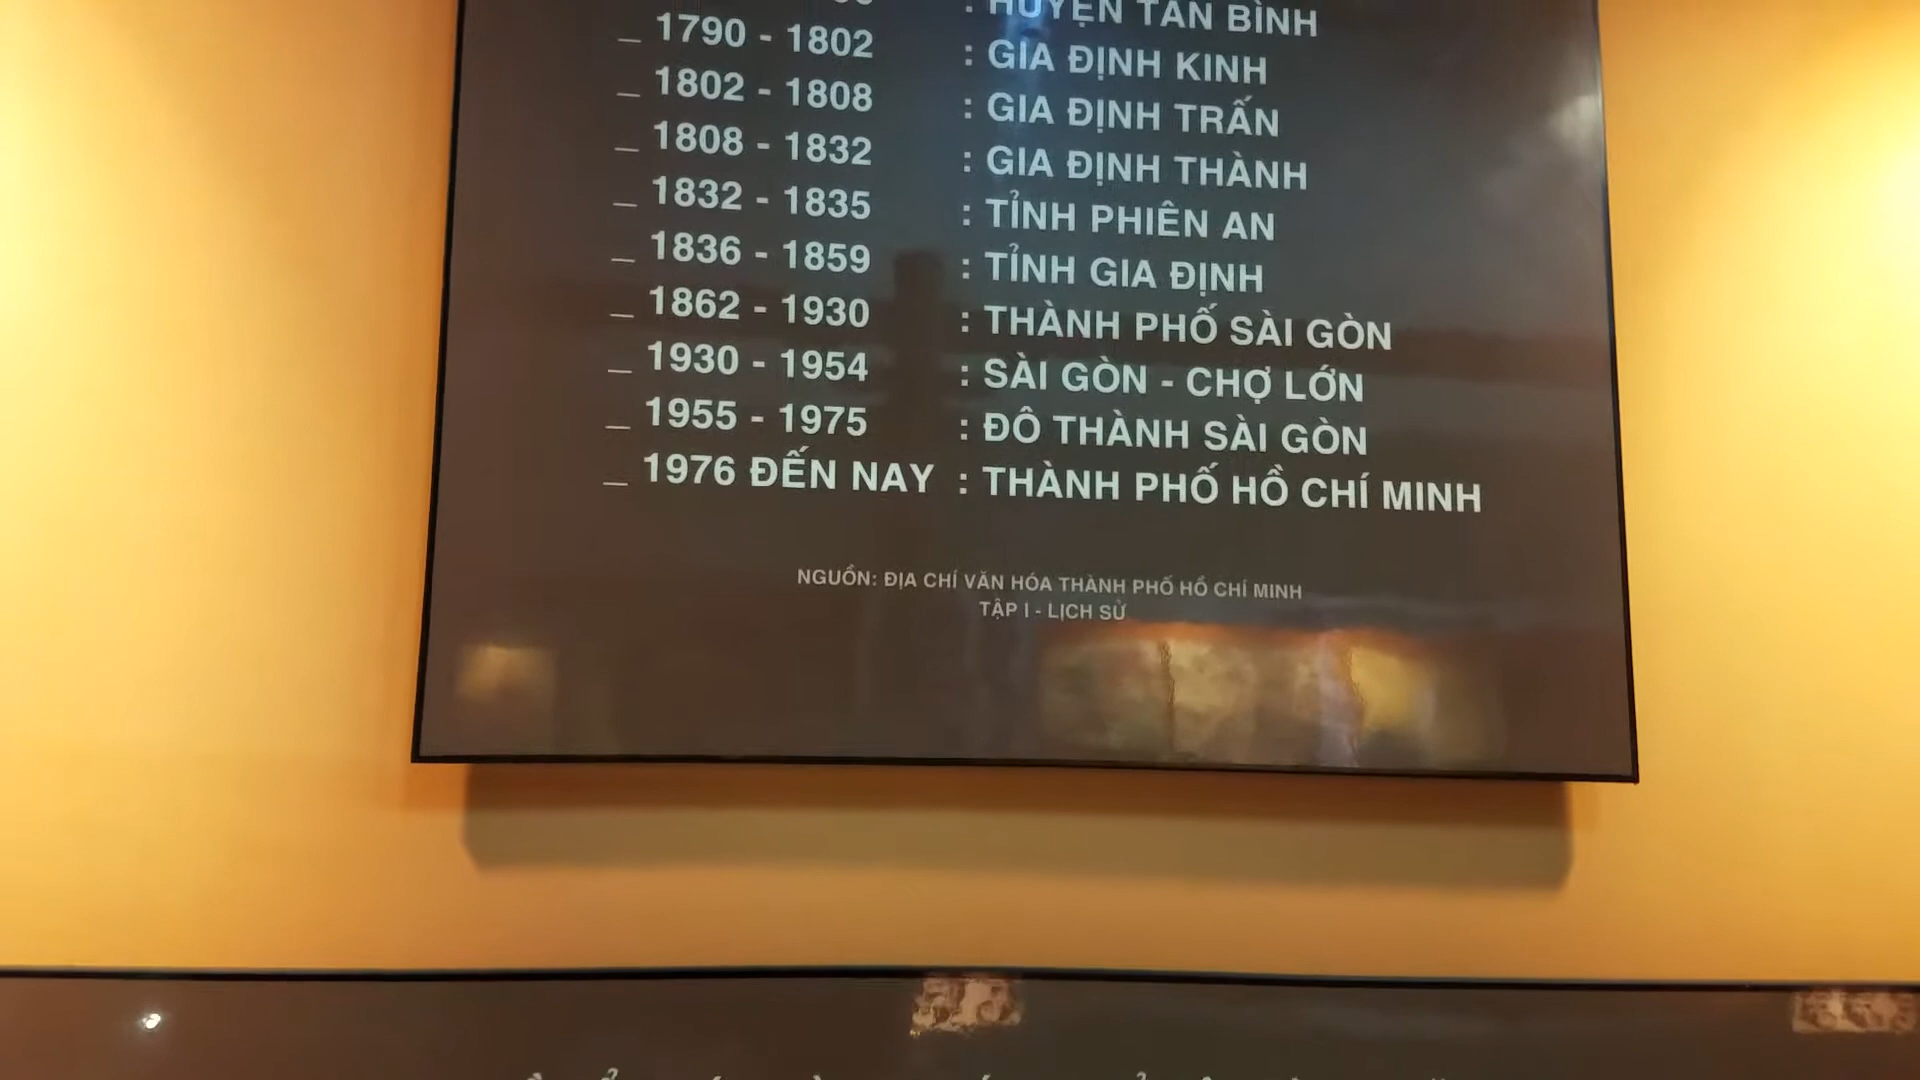 : HUYỆN TÂN BÌNH
_ 1790 - 1802 : GIA ĐỊNH KINH
_ 1802 - 1808 : GIA ĐỊNH TRẤN
_ 1808 - 1832 : GIA ĐỊNH THÀNH
_ 1832 - 1835 : TỈNH PHIÊN AN
_ 1836 - 1859 : TỈNH GIA ĐỊNH
_ 1862 - 1930 : THÀNH PHỐ SÀI GÒN
_ 1930 - 1954 : SÀI GÒN - CHỢ LỚN
_ 1955 - 1975 : ĐÔ THÀNH SÀI GÒN
_ 1976 ĐẾN NAY : THÀNH PHỐ HỒ CHÍ MINH
NGUỒN: ĐỊA CHÍ VĂN HÓA THÀNH PHỐ HỒ CHÍ MINH
TẬP I - LỊCH SỬ